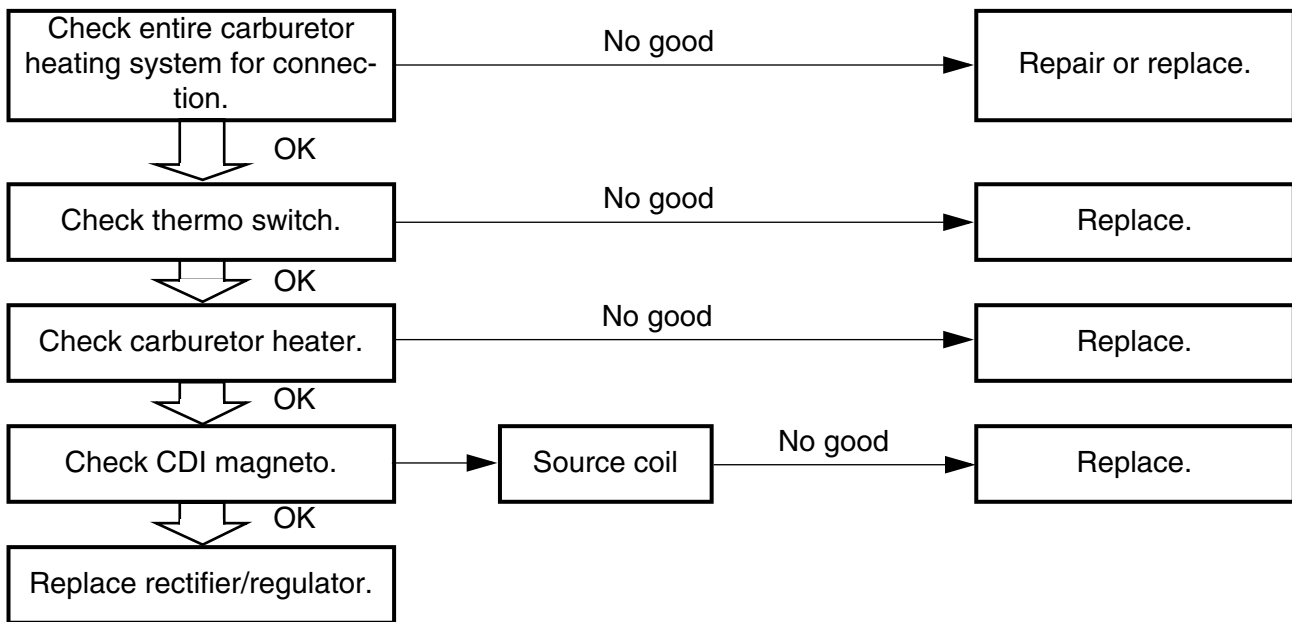 Check entire carburetor
heating system for connec-
tion.
No good
Repair or replace.
OK
Check thermo switch.
No good
Replace.
OK
Check carburetor heater.
No good
Replace.
OK
Check CDI magneto.
Source coil
No good
Replace.
OK
Replace rectifier/regulator.